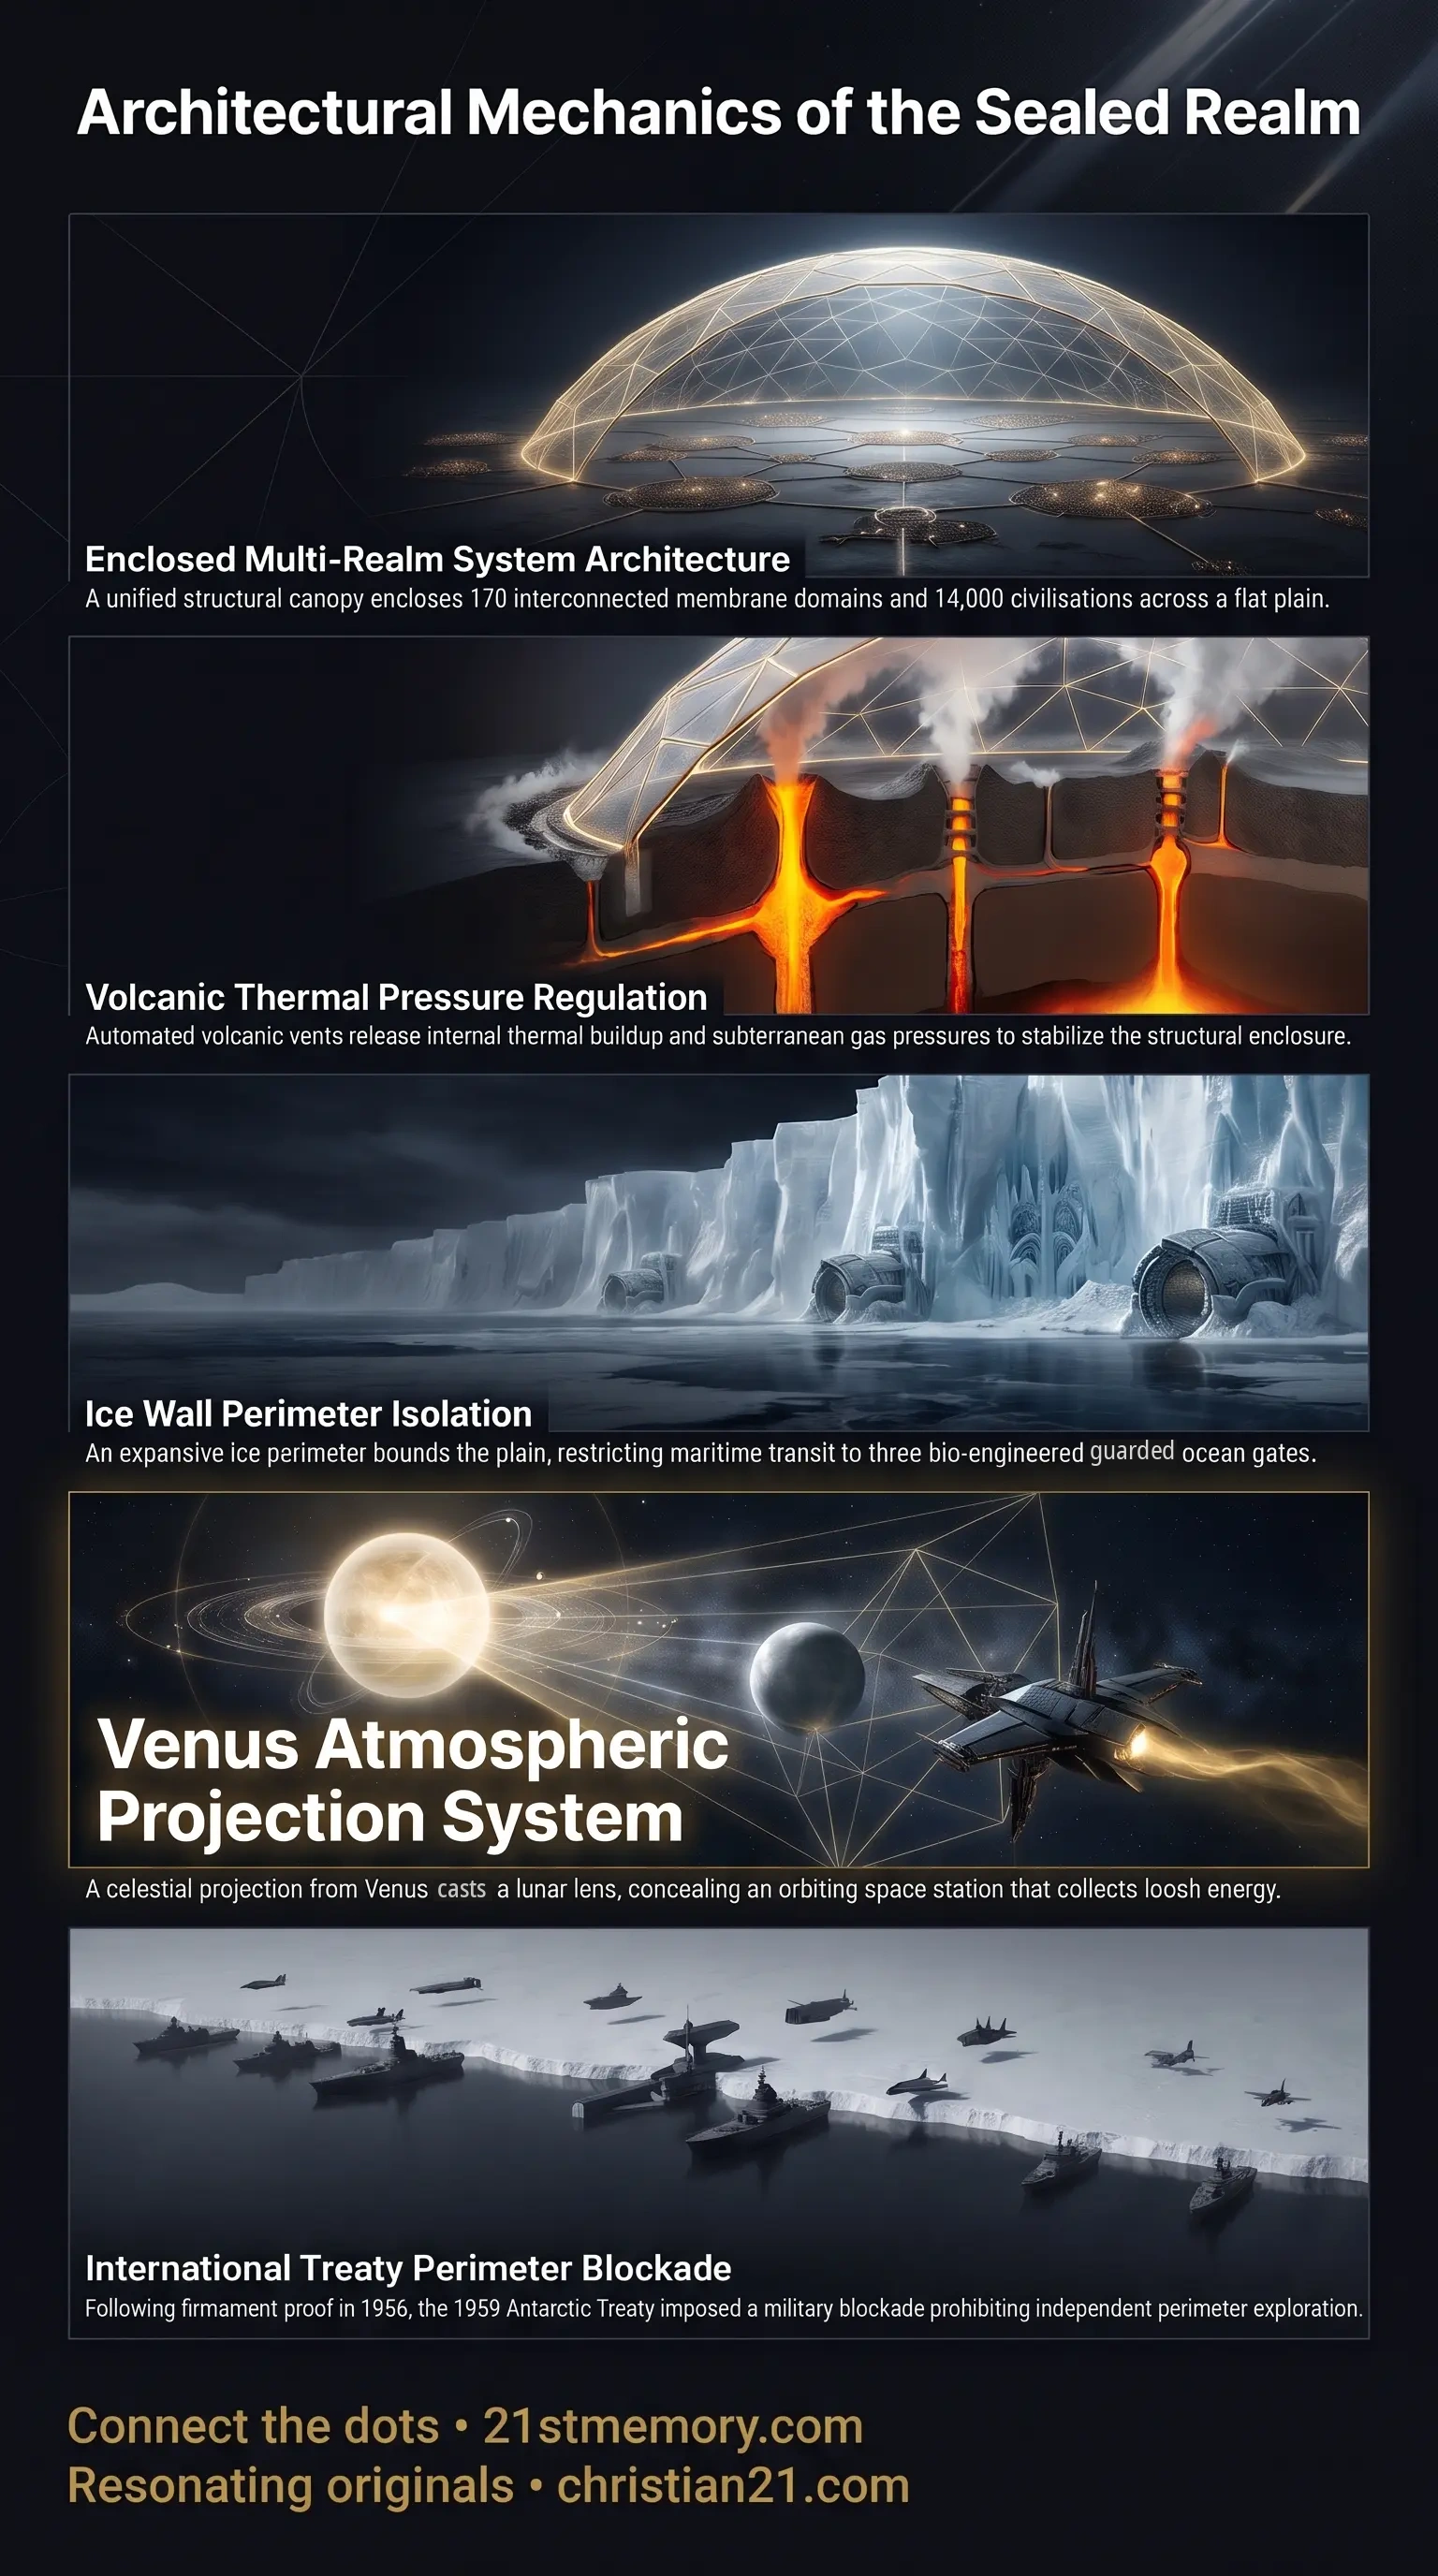 Architectural Mechanics of the Sealed Realm
Enclosed Multi-Realm System Architecture
A unified structural canopy encloses 170 interconnected membrane domains and 14,000 civilisations across a flat plain.
Volcanic Thermal Pressure Regulation
Automated volcanic vents release internal thermal buildup and subterranean gas pressures to stabilize the structural enclosure.
Ice Wall Perimeter Isolation
An expansive ice perimeter bounds the plain, restricting maritime transit to three bio-engineered guarded ocean gates.
Venus Atmospheric
Projection System
A celestial projection from Venus casts a lunar lens, concealing an orbiting space station that collects loosh energy.
International Treaty Perimeter Blockade
Following firmament proof in 1956, the 1959 Antarctic Treaty imposed a military blockade prohibiting independent perimeter exploration.
Connect the dots • 21stmemory.com
Resonating originals • christian21.com